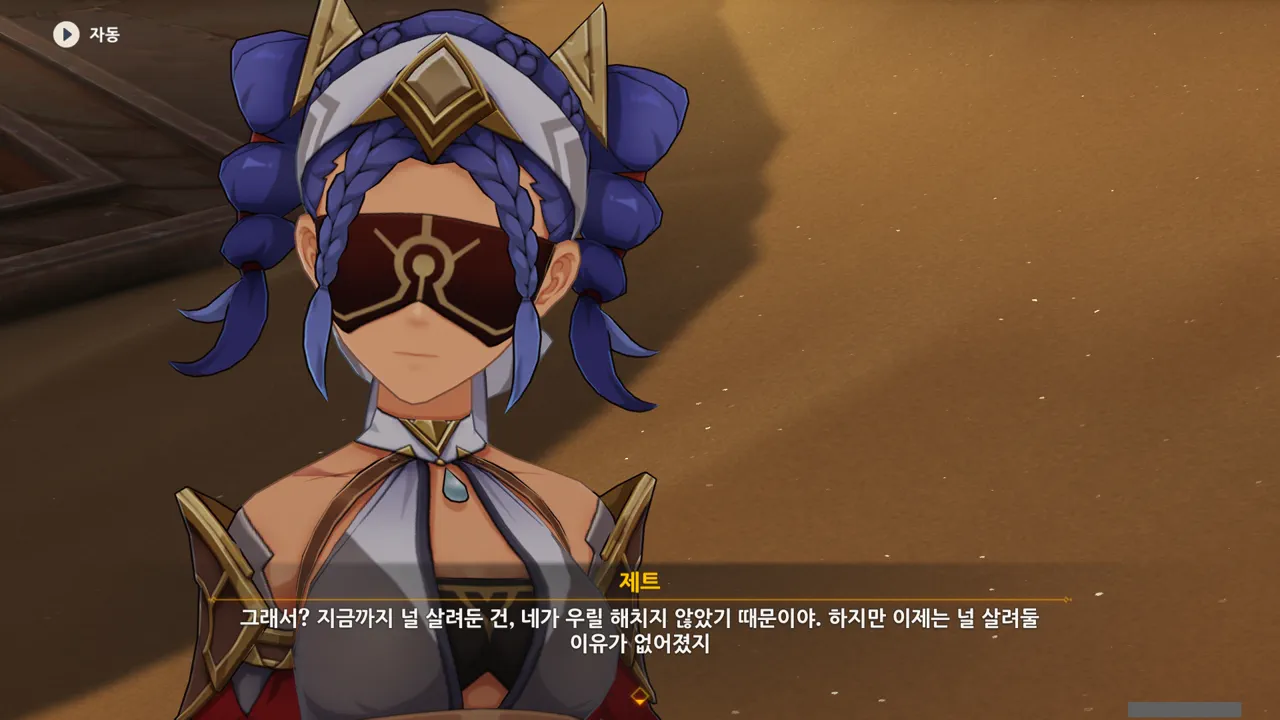 자동
제트
그래서? 지금까지 널 살려둔 건, 네가 우릴 해치지 않았기 때문이야. 하지만 이제는 널 살려둘
이유가 없어졌지